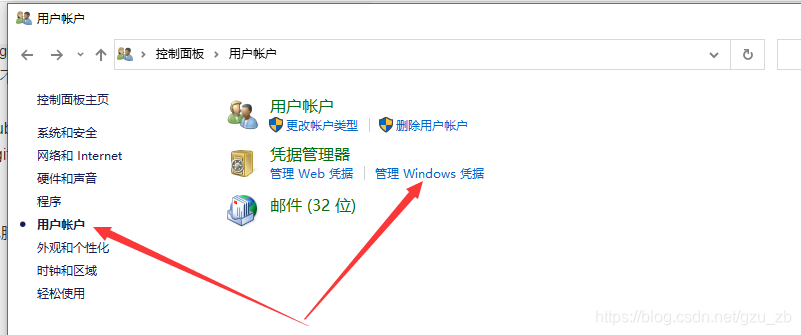 用户帐户
控制面板 › 用户帐户
控制面板主页
系统和安全
网络和 Internet
硬件和声音
程序
用户帐户
外观和个性化
时钟和区域
轻松使用
用户帐户
更改帐户类型 删除用户帐户
凭据管理器
管理 Web 凭据 管理 Windows 凭据
邮件 (32 位)
https://blog.csdn.net/gzu_zb